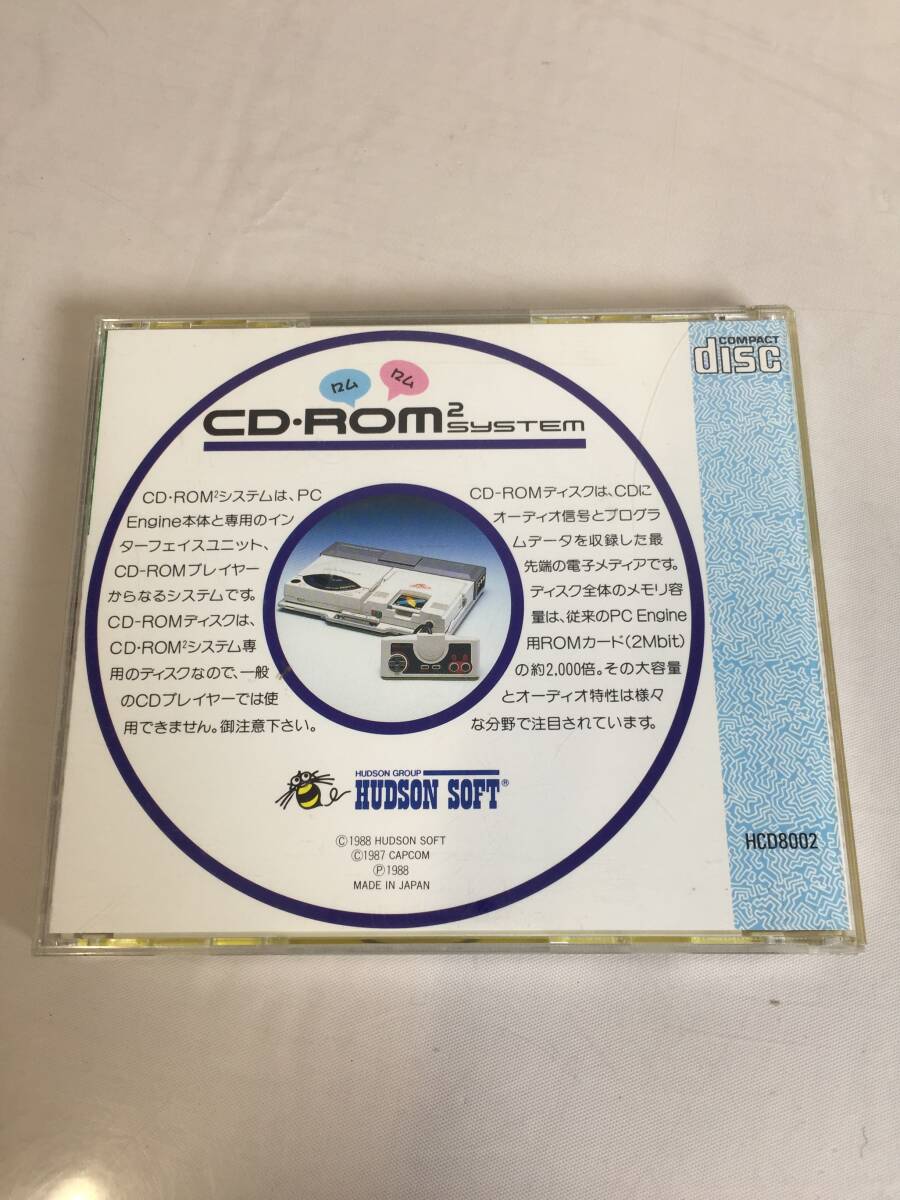 COMPACT
disc
ロム ロム
CD・ROM2 SYSTEM
CD・ROM2システムは、PC
Engine本体と専用のイン
ターフェイスユニット、
CD-ROMプレイヤー
からなるシステムです。
CD-ROMディスクは、
CD・ROM2システム専
用のディスクなので、一般
のCDプレイヤーでは使
用できません。御注意下さい。
CD-ROMディスクは、CDに
オーディオ信号とプログラ
ムデータを収録した最
先端の電子メディアです。
ディスク全体のメモリ容
量は、従来のPC Engine
用ROMカード(2Mbit)
の約2,000倍。その大容量
とオーディオ特性は様々
な分野で注目されています。
HUDSON GROUP
HUDSON SOFT®
©1988 HUDSON SOFT
©1987 CAPCOM
Ⓟ1988
MADE IN JAPAN
HCD8002